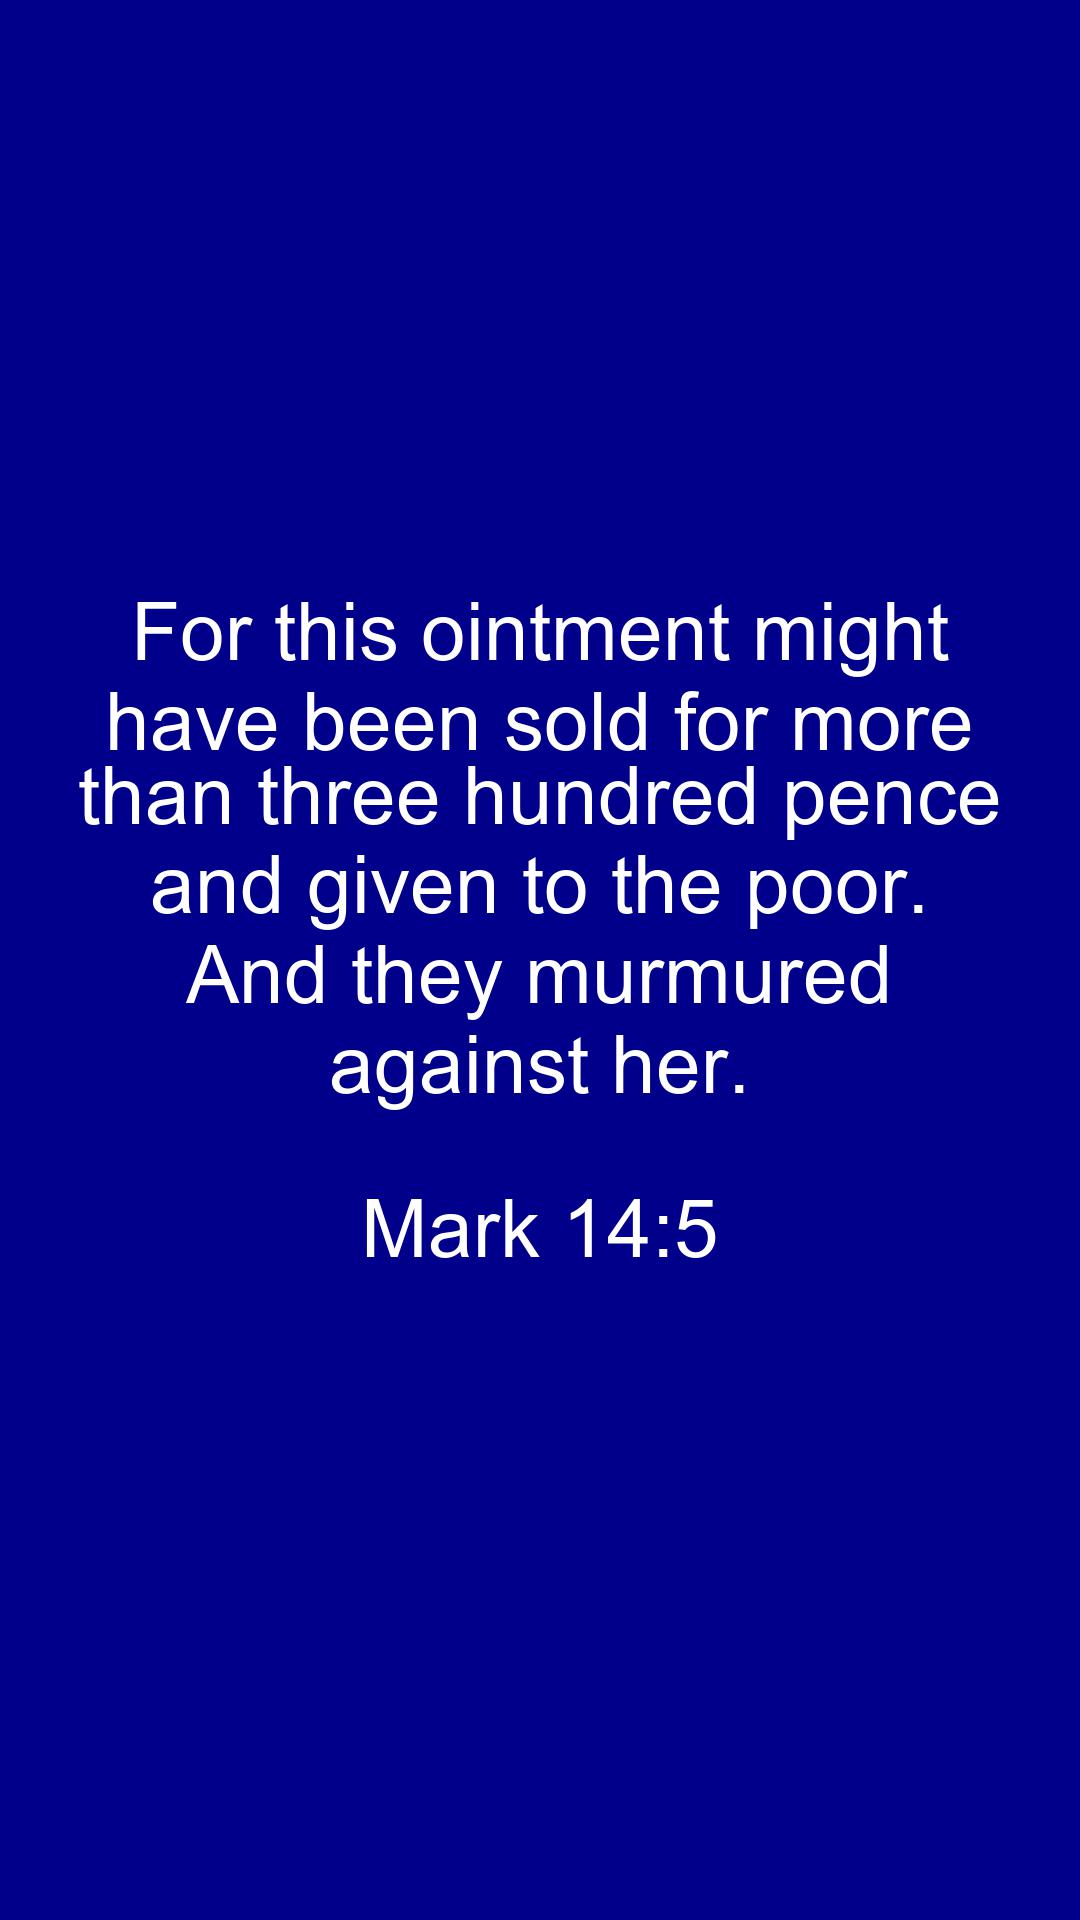 For this ointment might
have been sold for more
than three hundred pence
and given to the poor.
And they murmured
against her.
Mark 14:5